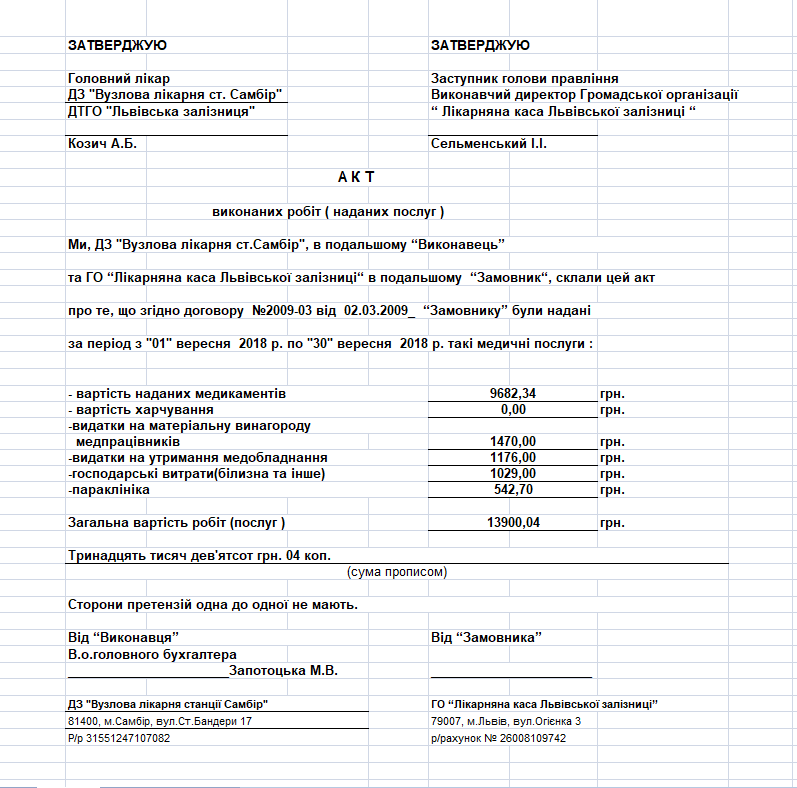 ЗАТВЕРДЖУЮ ЗАТВЕРДЖУЮ
Головний лікар Заступник голови правління
ДЗ "Вузлова лікарня ст. Самбір" Виконавчий директор Громадської організації
ДТГО "Львівська залізниця" “ Лікарняна каса Львівської залізниці “
Козич А.Б. Сельменський І.І.
А К Т
виконаних робіт ( наданих послуг )
Ми, ДЗ "Вузлова лікарня ст.Самбір", в подальшому “Виконавець”
та ГО “Лікарняна каса Львівської залізниці“ в подальшому “Замовник“, склали цей акт
про те, що згідно договору №2009-03 від 02.03.2009_ “Замовнику” були надані
за період з "01" вересня 2018 р. по "30" вересня 2018 р. такі медичні послуги :
- вартість наданих медикаментів 9682,34 грн.
- вартість харчування 0,00 грн.
-видатки на матеріальну винагороду
медпрацівників 1470,00 грн.
-видатки на утримання медобладнання 1176,00 грн.
-господарські витрати(білизна та інше) 1029,00 грн.
-параклініка 542,70 грн.
Загальна вартість робіт (послуг ) 13900,04 грн.
Тринадцять тисяч дев'ятсот грн. 04 коп.
(сума прописом)
Сторони претензій одна до одної не мають.
Від “Виконавця” Від “Замовника”
В.о.головного бухгалтера
Запотоцька М.В.
ДЗ "Вузлова лікарня станції Самбір" ГО “Лікарняна каса Львівської залізниці”
81400, м.Самбір, вул.Ст.Бандери 17 79007, м.Львів, вул.Огієнка 3
Р/р 31551247107082 р/рахунок № 26008109742